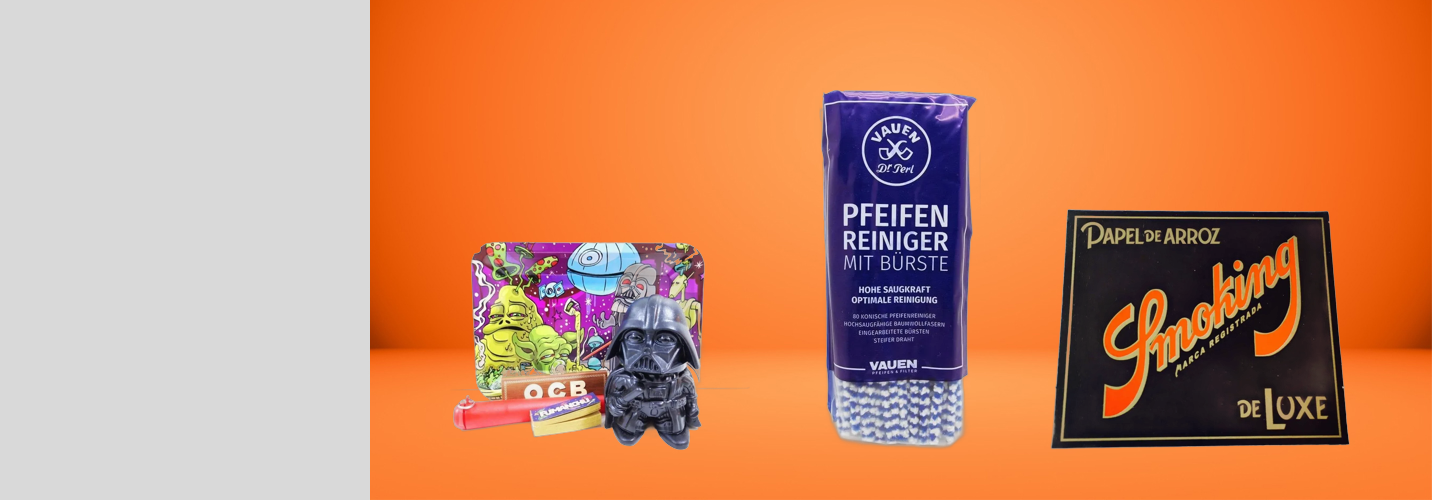 OCB
FUMANCHU
VAUEN
Dr. Perl
PFEIFEN
REINIGER
MIT BÜRSTE
HOHE SAUGKRAFT
OPTIMALE REINIGUNG
80 KONISCHE PFEIFENREINIGER
HOCHSAUGFÄHIGE BAUMWOLLFASERN
EINGEARBEITETE BÜRSTEN
STEIFER DRAHT
VAUEN
PFEIFEN & FILTER
PAPEL DE ARROZ
Smoking
MARCA REGISTRADA
DE LUXE